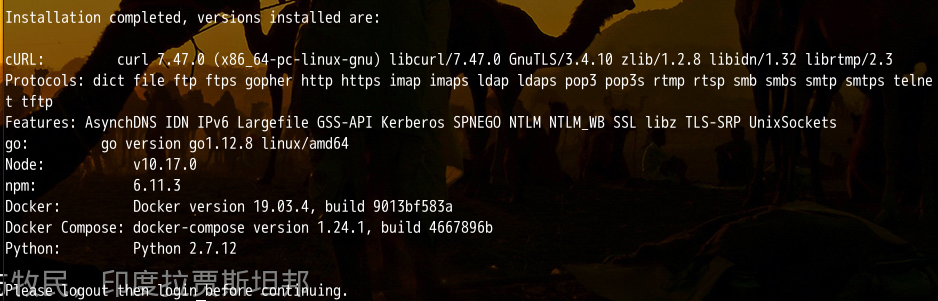 Installation completed, versions installed are:
cURL: curl 7.47.0 (x86_64-pc-linux-gnu) libcurl/7.47.0 GnuTLS/3.4.10 zlib/1.2.8 libidn/1.32 librtmp/2.3
Protocols: dict file ftp ftps gopher http https imap imaps ldap ldaps pop3 pop3s rtmp rtsp smb smbs smtp smtps telne
t tftp
Features: AsynchDNS IDN IPv6 Largefile GSS-API Kerberos SPNEGO NTLM NTLM_WB SSL libz TLS-SRP UnixSockets
go: go version go1.12.8 linux/amd64
Node: v10.17.0
npm: 6.11.3
Docker: Docker version 19.03.4, build 9013bf583a
Docker Compose: docker-compose version 1.24.1, build 4667896b
Python: Python 2.7.12
牧民,印度拉贾斯坦邦
Please logout then login before continuing.